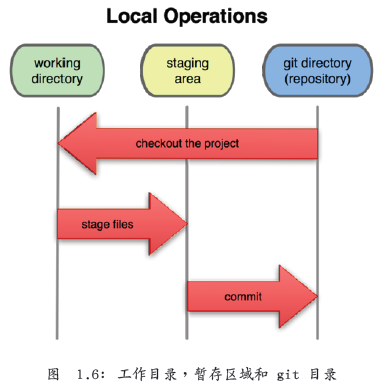 Local Operations
working
directory
staging
area
git directory
(repository)
checkout the project
stage files
commit
图 1.6: 工作目录，暂存区域和 git 目录